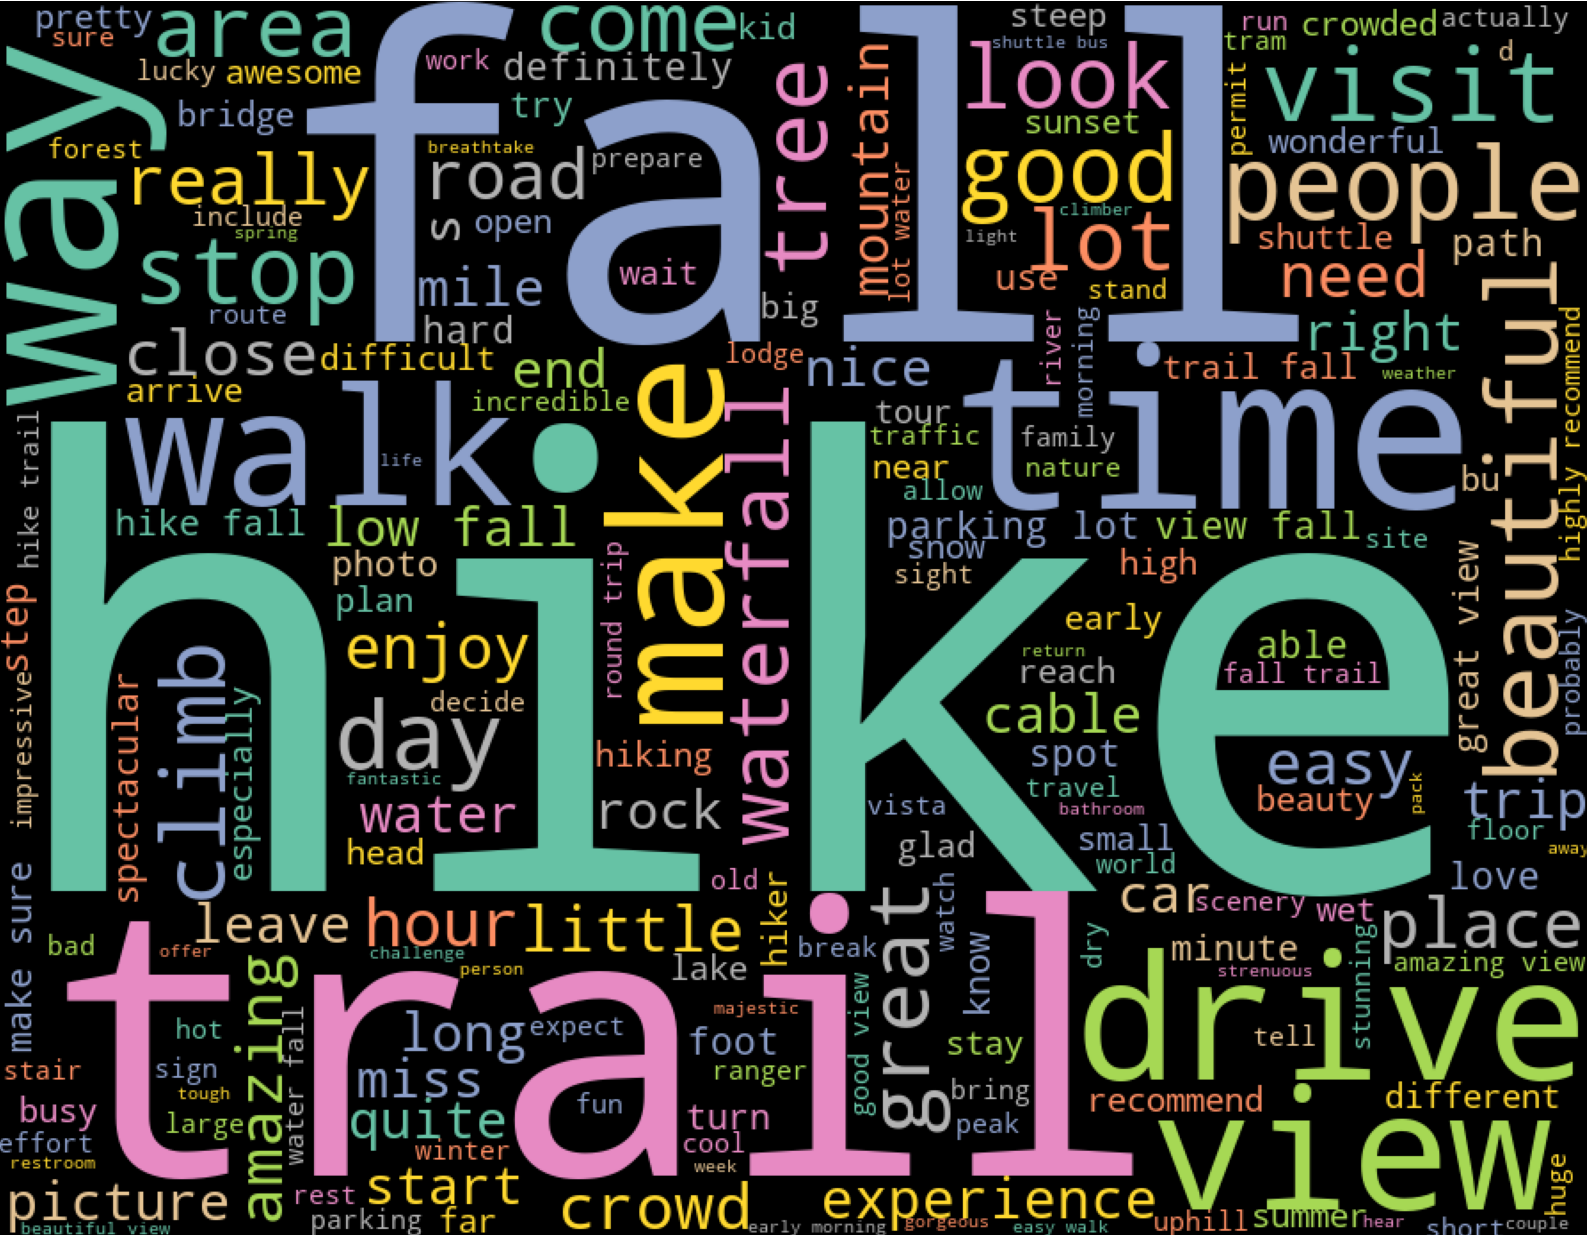 pretty
sure
area
fall
come
kid
steep
shuttle bus
run
crowded
actually
tram
d
lucky
awesome
work
definitely
look
visit
bridge
try
tree
mountain
sunset
permit
wonderful
way
forest
really
breathtake
road
prepare
good
people
include
spring
s
open
lot water
climber
light
lot
shuttle
path
stop
mile
wait
use
stand
need
route
hard
big
river
morning
right
beautiful
highly recommend
close
difficult
end
lodge
nice
trail fall
weather
arrive
incredible
make
waterfall
tour
time
hike trail
walk
life
traffic
family
near
nature
allow
bu
hike
hike fall
low fall
parking lot
view fall
site
snow
photo
sight
high
plan
round trip
early
great view
step
enjoy
return
able
probably
reach
fall trail
impressive
spectacular
climb
especially
decide
day
cable
hiking
spot
easy
fantastic
travel
beauty
pack
water
rock
vista
bathroom
trip
small
floor
head
glad
world
away
old
love
make sure
leave
hour
little
hiker
great
watch
car
scenery
wet
place
bad
offer
challenge
break
know
dry
minute
stunning
amazing
person
lake
strenuous
amazing view
trail
hot
water fall
long
expect
majestic
foot
good view
stay
drive
tell
stair
sign
miss
ranger
tough
bring
recommend
different
busy
large
quite
fun
turn
peak
view
effort
winter
cool
restroom
week
huge
picture
rest
start
crowd
experience
parking
far
uphill
summer
hear
beautiful view
early morning
gorgeous
easy walk
short
couple